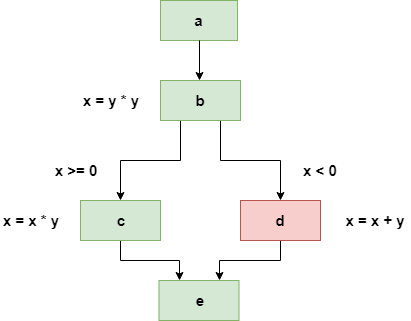 a
x = y * y
b
x >= 0
x < 0
x = x * y
c
d
x = x + y
e